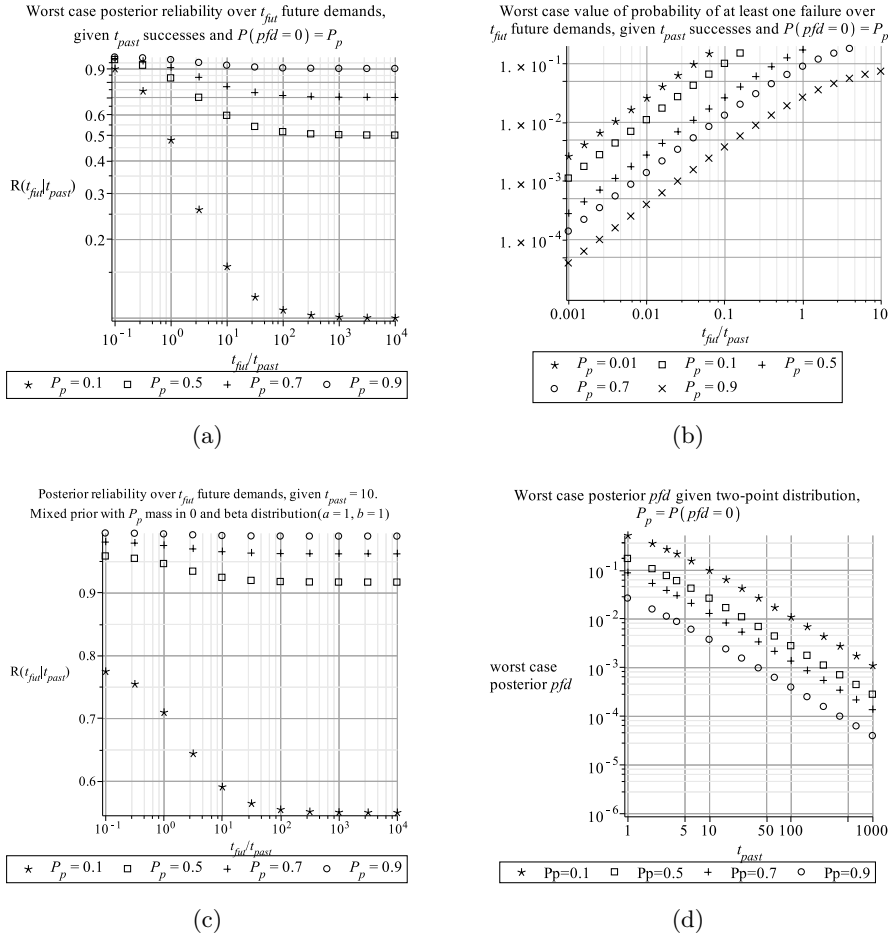 Worst case posterior reliability over t_fut future demands,
given t_past successes and P(pfd = 0) = P_p
0.9
0.6
0.5
0.4
0.3
0.2
R(t_fut|t_past)
10^-1 10^0 10^1 10^2 10^3 10^4
t_fut/t_past
P_p = 0.1 P_p = 0.5 P_p = 0.7 P_p = 0.9
(a)
Worst case value of probability of at least one failure over
t_fut future demands, given t_past successes and P(pfd = 0) = P_p
1. × 10^-1
1. × 10^-2
1. × 10^-3
1. × 10^-4
0.001 0.01 0.1 1 10
t_fut/t_past
P_p = 0.01 P_p = 0.1 P_p = 0.5
P_p = 0.7 P_p = 0.9
(b)
Posterior reliability over t_fut future demands, given t_past = 10.
Mixed prior with P_p mass in 0 and beta distribution(a = 1, b = 1)
0.9
0.8
0.7
0.6
R(t_fut|t_past)
10^-1 10^0 10^1 10^2 10^3 10^4
t_fut/t_past
P_p = 0.1 P_p = 0.5 P_p = 0.7 P_p = 0.9
(c)
Worst case posterior pfd given two-point distribution,
P_p = P(pfd = 0)
10^-1
10^-2
10^-3
10^-4
10^-5
10^-6
worst case
posterior pfd
1 5 10 50 100 1000
t_past
Pp=0.1 Pp=0.5 Pp=0.7 Pp=0.9
(d)